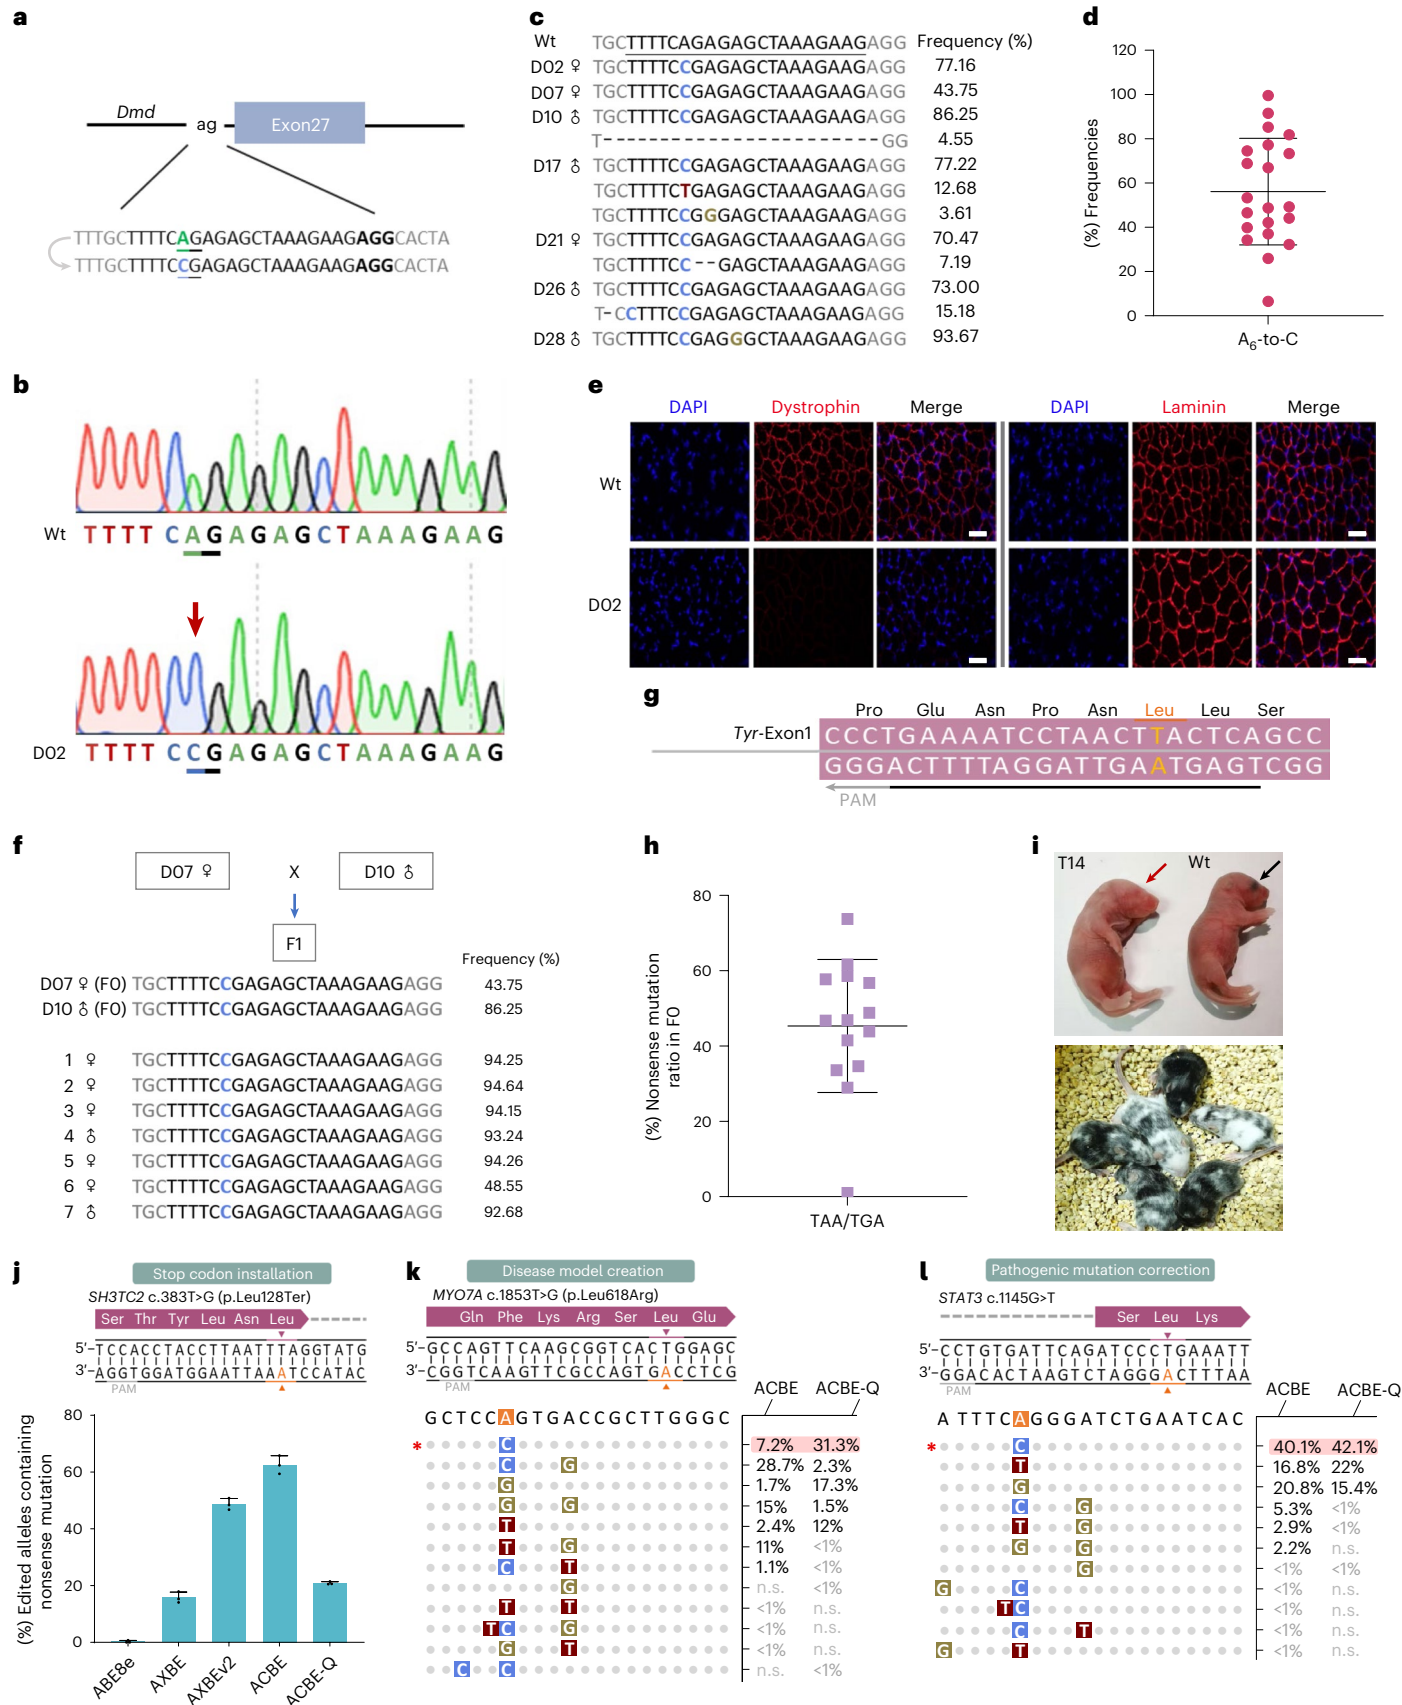 a
Dmd
ag
Exon27
TTTGCTTTTCAGAGAGCTAAAGAAGAGGCACTA
TTTGCTTTTCCGAGAGCTAAAGAAGAGGCACTA
b
TTTTCAGAGAGCTAAAGAAG
Wt
TTTTCCGAGAGCTAAAGAAG
D02
c
Wt TGCTTTTCAGAGAGCTAAAGAAGAGG Frequency (%)
D02 ♀ TGCTTTTCCGAGAGCTAAAGAAGAGG 77.16
D07 ♀ TGCTTTTCCGAGAGCTAAAGAAGAGG 43.75
D10 ♂ TGCTTTTCCGAGAGCTAAAGAAGAGG 86.25
T-----------------------GG 4.55
D17 ♂ TGCTTTTCCGAGAGCTAAAGAAGAGG 77.22
TGCTTTTCTGAGAGCTAAAGAAGAGG 12.68
TGCTTTTCCGGGAGCTAAAGAAGAGG 3.61
D21 ♀ TGCTTTTCCGAGAGCTAAAGAAGAGG 70.47
TGCTTTTCC--GAGCTAAAGAAGAGG 7.19
D26 ♂ TGCTTTTCCGAGAGCTAAAGAAGAGG 73.00
T-CCTTTCCGAGAGCTAAAGAAGAGG 15.18
D28 ♂ TGCTTTTCCGAGGGCTAAAGAAGAGG 93.67
d
(%) Frequencies
120
100
80
60
40
20
0
A6-to-C
e
DAPI Dystrophin Merge DAPI Laminin Merge
Wt
D02
g
Pro Glu Asn Pro Asn Leu Leu Ser
Tyr-Exon1
CCCTGAAAATCCTAACTTACTCAGCC
GGGACTTTTAGGATTGAATGAGTCGG
PAM
f
D07 ♀ X D10 ♂
F1
Frequency (%)
D07 ♀ (F0) TGCTTTTCCGAGAGCTAAAGAAGAGG 43.75
D10 ♂ (F0) TGCTTTTCCGAGAGCTAAAGAAGAGG 86.25
1 ♀ TGCTTTTCCGAGAGCTAAAGAAGAGG 94.25
2 ♀ TGCTTTTCCGAGAGCTAAAGAAGAGG 94.64
3 ♀ TGCTTTTCCGAGAGCTAAAGAAGAGG 94.15
4 ♂ TGCTTTTCCGAGAGCTAAAGAAGAGG 93.24
5 ♀ TGCTTTTCCGAGAGCTAAAGAAGAGG 94.26
6 ♀ TGCTTTTCCGAGAGCTAAAGAAGAGG 48.55
7 ♂ TGCTTTTCCGAGAGCTAAAGAAGAGG 92.68
h
(%) Nonsense mutation
ratio in F0
80
60
40
20
0
TAA/TGA
i
T14 Wt
j
Stop codon installation
SH3TC2 c.383T>G (p.Leu128Ter)
Ser Thr Tyr Leu Asn Leu
5′-TCCACCTACCTTAATTTAGGTATG
3′-AGGTGGATGGAATTAAATCCATAC
PAM
(%) Edited alleles containing
nonsense mutation
80
60
40
20
0
ABE8e
AXBE
AXBEv2
ACBE
ACBE-Q
k
Disease model creation
MYO7A c.1853T>G (p.Leu618Arg)
Gln Phe Lys Arg Ser Leu Glu
5′-GCCAGTTCAAGCGGTCACTGGAGC
3′-CGGTCAAGTTCGCCAGTGACCTCG
PAM
ACBE ACBE-Q
GCTCCAGTGACCGCTTGGGC
* C 7.2% 31.3%
C G 28.7% 2.3%
G 1.7% 17.3%
G G 15% 1.5%
T 2.4% 12%
T G 11% <1%
C T 1.1% <1%
G n.s. <1%
T T <1% n.s.
T C G <1% n.s.
G T <1% n.s.
C C n.s. <1%
l
Pathogenic mutation correction
STAT3 c.1145G>T
Ser Leu Lys
5′-CCTGTGATTCAGATCCCTGAAATT
3′-GGACACTAAGTCTAGGGACTTTAA
PAM
ACBE ACBE-Q
ATTTCAGGGATCTGAATCAC
* C 40.1% 42.1%
T 16.8% 22%
G 20.8% 15.4%
C G 5.3% <1%
T G 2.9% <1%
G G 2.2% n.s.
G <1% <1%
G C <1% n.s.
T C <1% n.s.
C T <1% n.s.
G T <1% n.s.